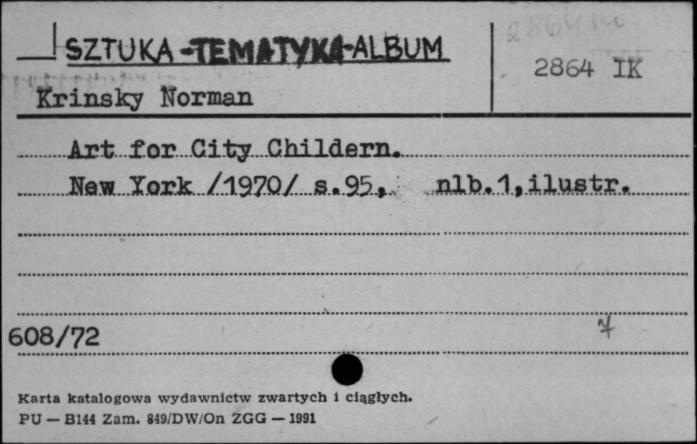 SZTUKA-TEMATYKA-ALBUM
2864 IK
Krinsky Norman
Art for City Childern.
New York /1970/ s.95, nlb.1,ilustr.
608/72
Karta katalogowa wydawnictw zwartych i ciągłych.
PU — B144 Zam. 849/DW/On ZGG — 1991